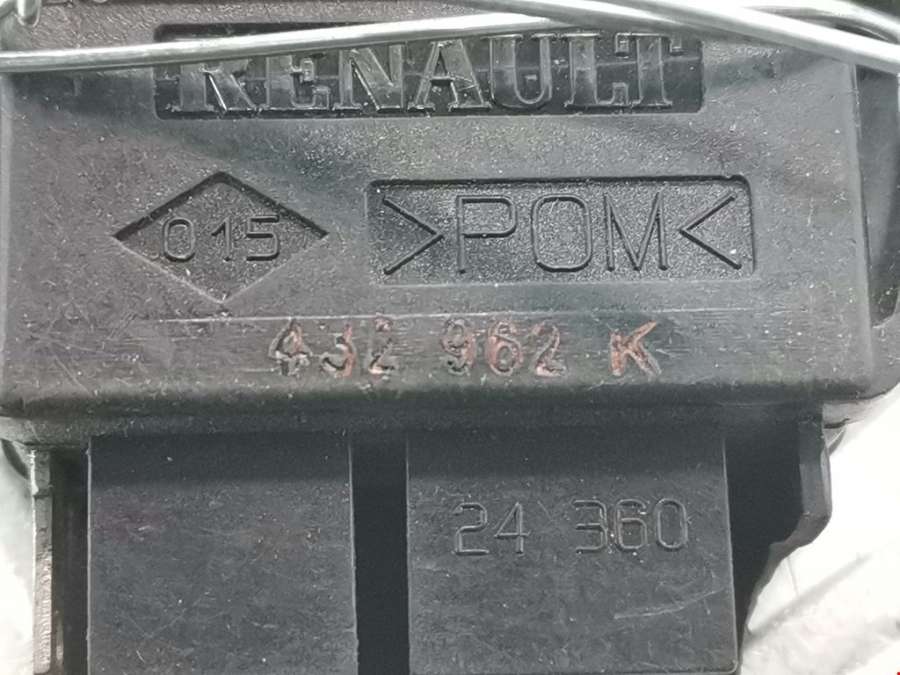 RENAULT
015
>POM<
432 962 K
24 360